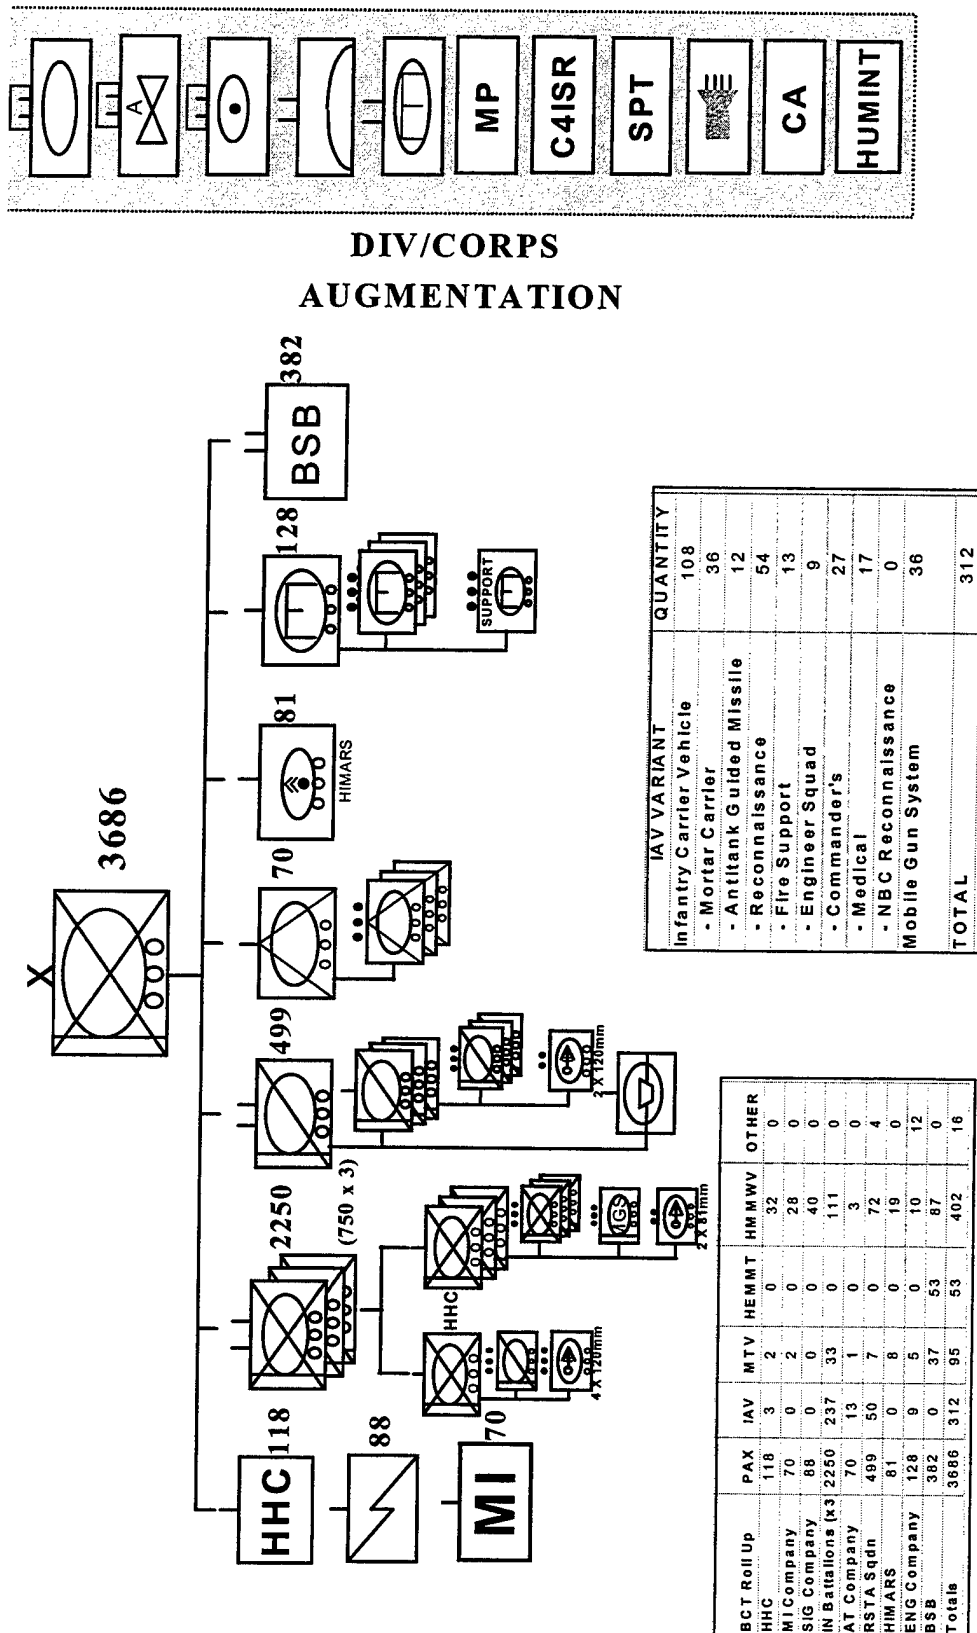 X
3686
HHC 118
88
MI 70
2250
(750 x 3)
HHC
4 X 120mm
MGS
2 X 81mm
499
2 X 120mm
70
81
HIMARS
128
SUPPORT
BSB 382
DIV/CORPS
AUGMENTATION
A
MP
C4ISR
SPT
CA
HUMINT
BCT Roll Up PAX IAV MTV HEMMT HMMWV OTHER
HHC 118 3 2 0 32 0
MI Company 70 0 2 0 28 0
SIG Company 88 0 0 0 40 0
IN Battalions (x3 2250 237 33 0 111 0
AT Company 70 13 1 0 3 0
RSTA Sqdn 499 50 7 0 72 4
HIMARS 81 0 8 0 19 0
ENG Company 128 9 5 0 10 12
BSB 382 0 37 53 87 0
Totals 3686 312 95 53 402 16
IAV VARIANT QUANTITY
Infantry Carrier Vehicle 108
- Mortar Carrier 36
- Antitank Guided Missile 12
- Reconnaissance 54
- Fire Support 13
- Engineer Squad 9
- Commander's 27
- Medical 17
- NBC Reconnaissance 0
Mobile Gun System 36
TOTAL 312